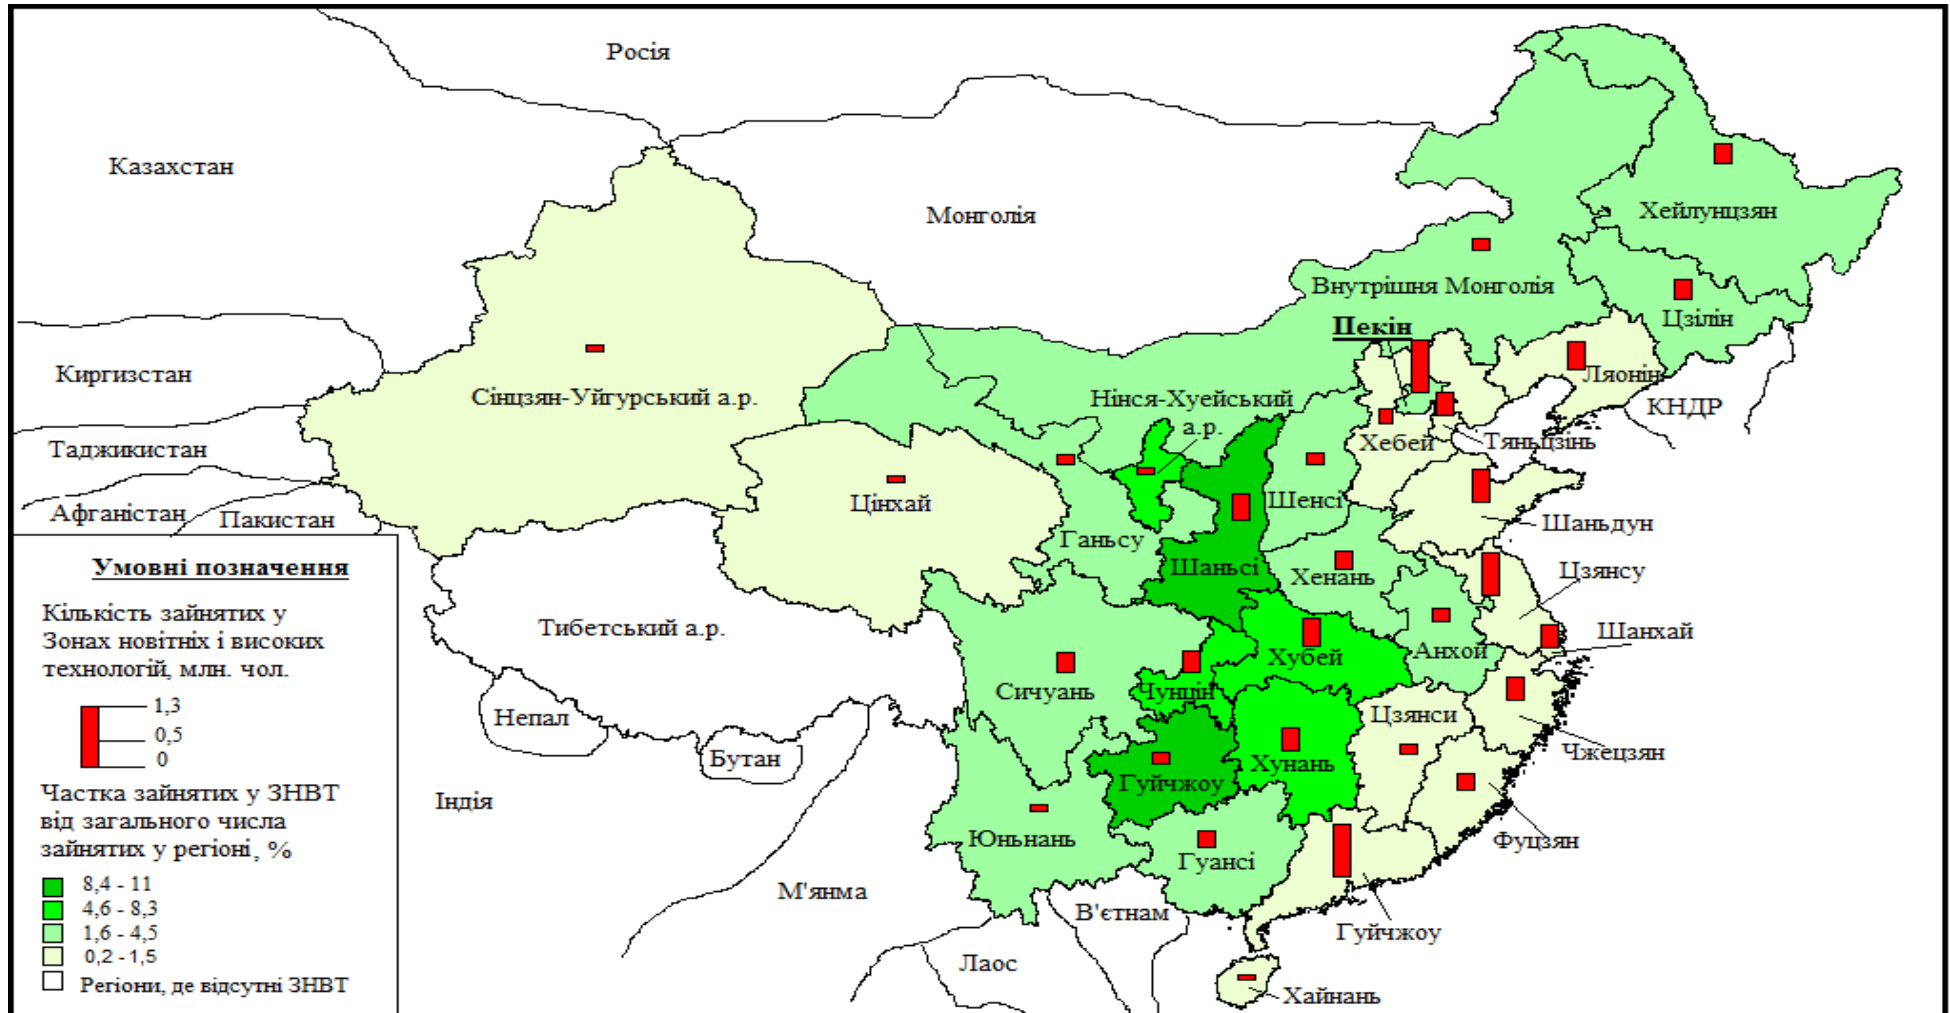 Росія
Казахстан
Монголія
Хейлунцзян
Внутрішня Монголія
Цзілін
Пекін
Киргизстан
Ляонін
Сінцзян-Уйгурський а.р.
Нінся-Хуейський
а.р.
КНДР
Хебей
Тяньцзінь
Таджикистан
Цінхай
Шенсі
Афганістан
Пакистан
Шаньдун
Ганьсу
Шаньсі
Хенань
Цзянсу
Тибетський а.р.
Шанхай
Анхой
Хубей
Сичуань
Чунцін
Непал
Цзянси
Бутан
Чжецзян
Гуйчжоу
Хунань
Індія
Юньнань
Гуансі
Фуцзян
М'янма
В'єтнам
Гуйчжоу
Лаос
Хайнань
Умовні позначення
Кількість зайнятих у
Зонах новітніх і високих
технологій, млн. чол.
1,3
0,5
0
Частка зайнятих у ЗНВТ
від загального числа
зайнятих у регіоні, %
8,4 - 11
4,6 - 8,3
1,6 - 4,5
0,2 -1,5
Регіони, де відсутні ЗНВТ